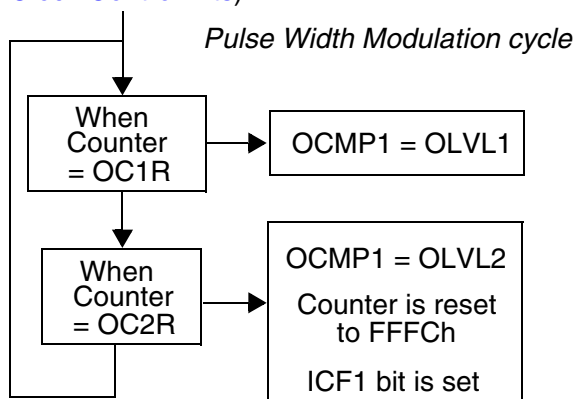 Pulse Width Modulation cycle
When
Counter
= OC1R
OCMP1 = OLVL1
When
Counter
= OC2R
OCMP1 = OLVL2
Counter is reset
to FFFCh
ICF1 bit is set